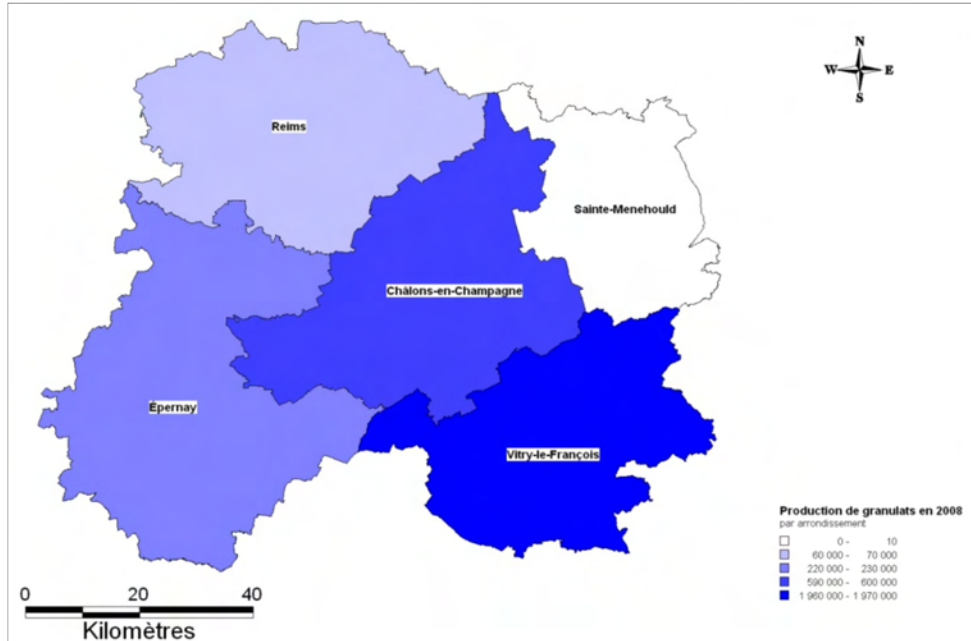 N
W E
S
Reims
Sainte-Menehould
Châlons-en-Champagne
Épernay
Vitry-le-François
Production de granulats en 2008
par arrondissement
0 - 10
60 000 - 70 000
220 000 - 230 000
590 000 - 600 000
1 960 000 - 1 970 000
0 20 40
Kilomètres